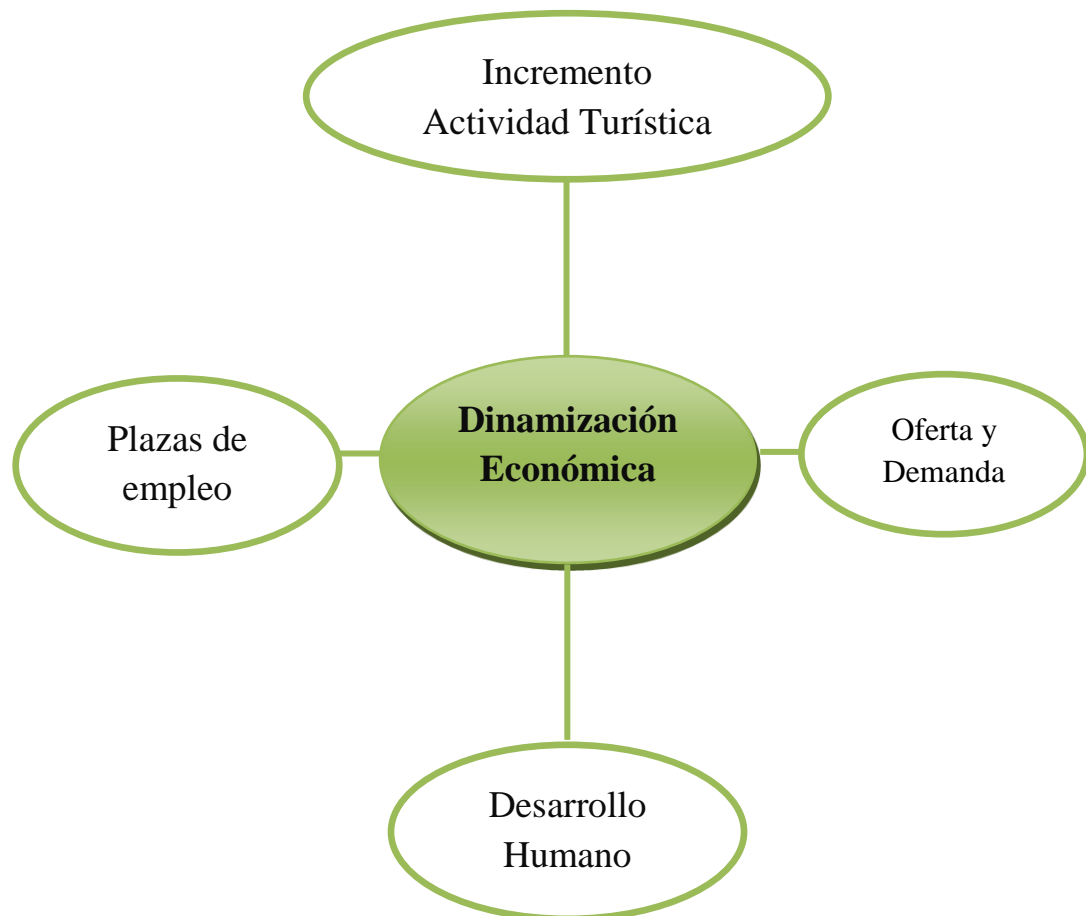 Incremento
Actividad Turística
Dinamización
Económica
Plazas de
empleo
Oferta y
Demanda
Desarrollo
Humano